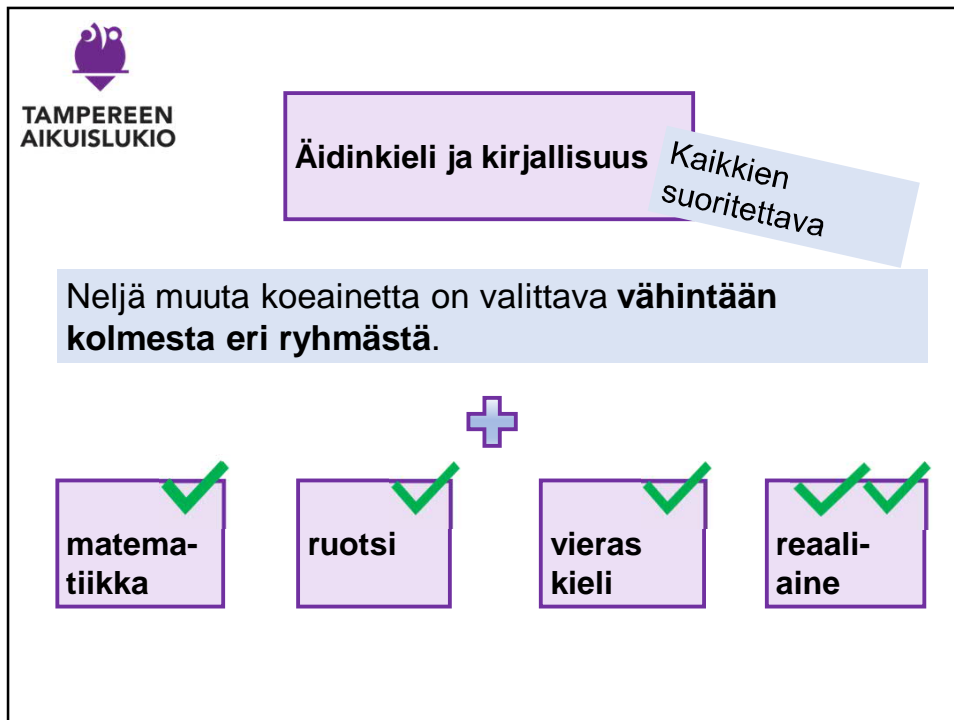 TAMPEREEN
AIKUISLUKIO
Äidinkieli ja kirjallisuus
Kaikkien
suoritettava
Neljä muuta koeainetta on valittava vähintään
kolmesta eri ryhmästä.
matema-
tiikka
ruotsi
vieras
kieli
reaali-
aine